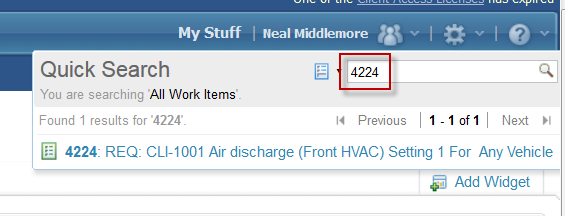 One of the Client Access Licenses has expired
My Stuff | Neal Middlemore
Quick Search
4224
You are searching 'All Work Items'.
Found 1 results for '4224'.
Previous | 1 - 1 of 1 | Next
4224: REQ: CLI-1001 Air discharge (Front HVAC) Setting 1 For Any Vehicle
Add Widget